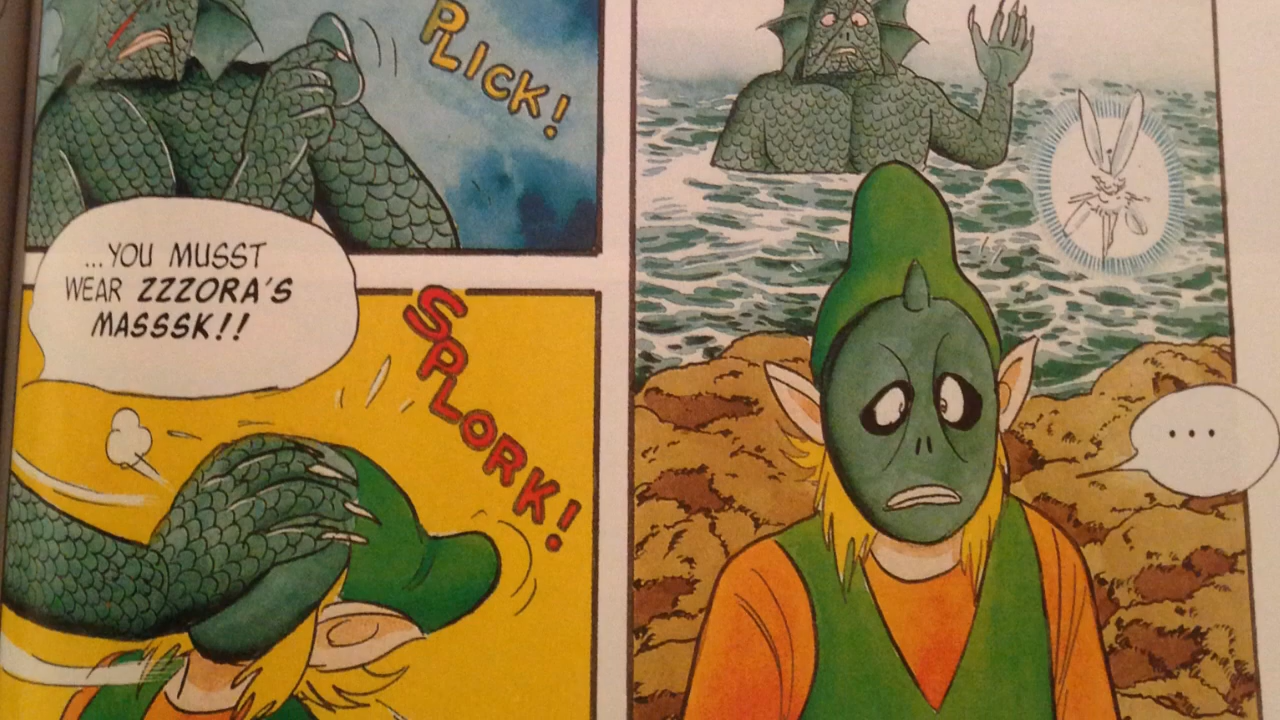 PLICK!
...YOU MUSST
WEAR ZZZORA'S
MASSSK!!
SPLORK!
...